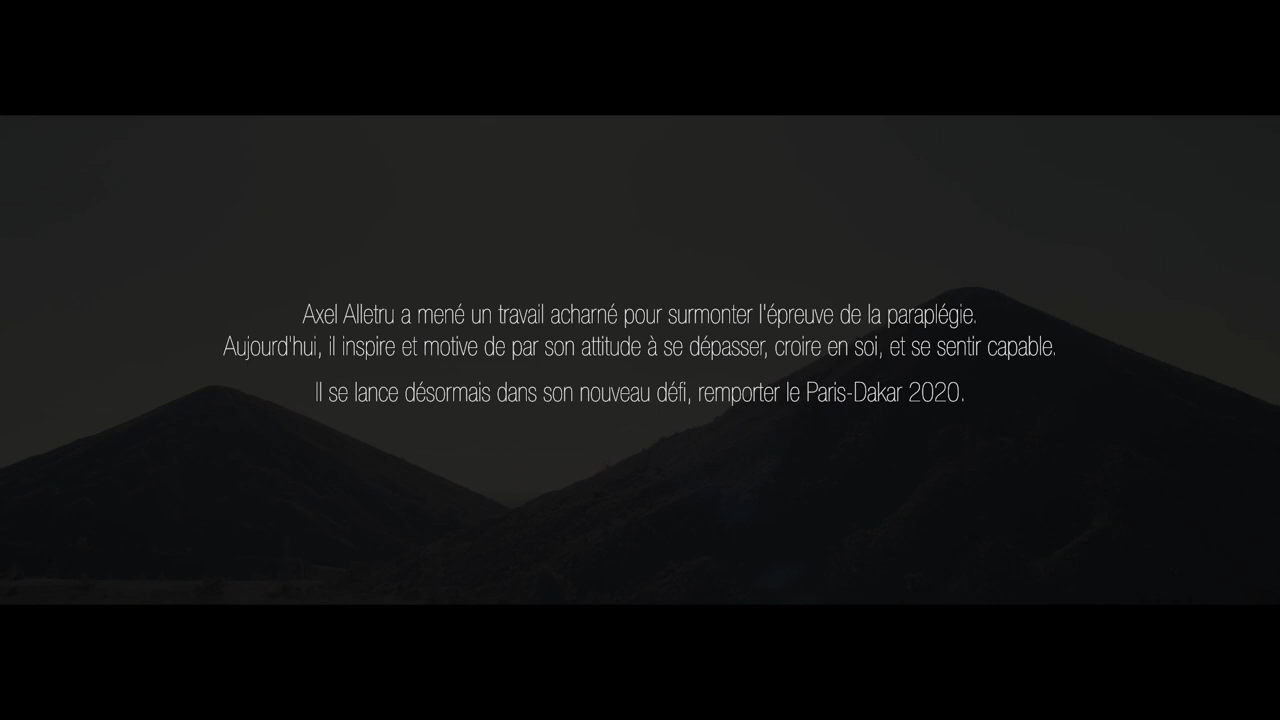 Axel Alletru a mené un travail acharné pour surmonter l'épreuve de la paraplégie.
Aujourd'hui, il inspire et motive de par son attitude à se dépasser, croire en soi, et se sentir capable.
Il se lance désormais dans son nouveau défi, remporter le Paris-Dakar 2020.